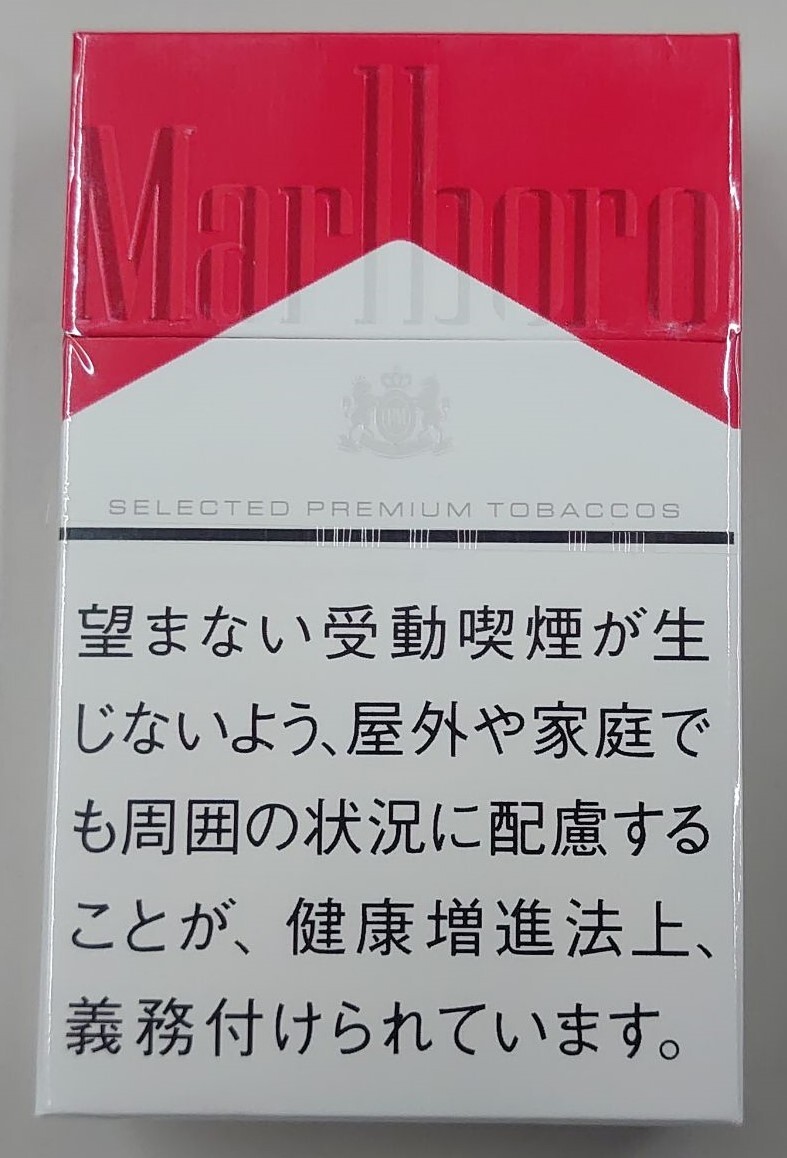 Marlboro
SELECTED PREMIUM TOBACCOS
望まない受動喫煙が生
じないよう、屋外や家庭で
も周囲の状況に配慮する
ことが、健康増進法上、
義務付けられています。